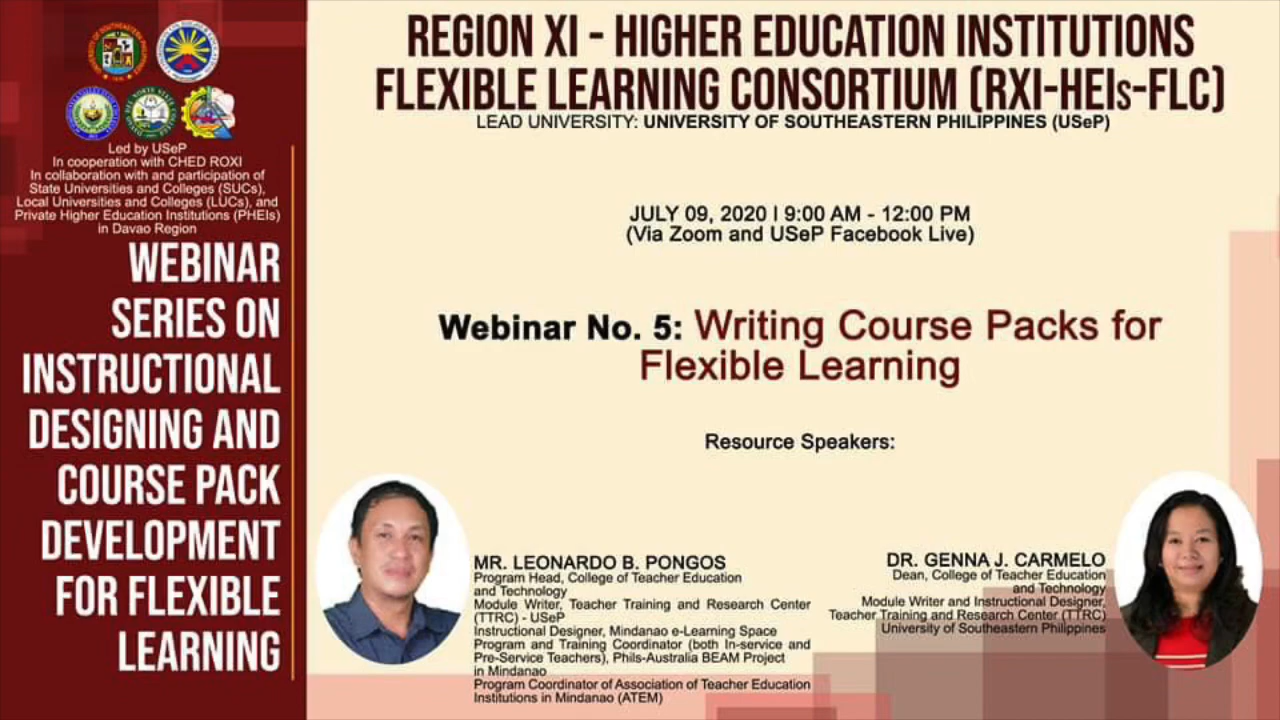 Led by USeP
In cooperation with CHED ROXI
In collaboration with and participation of
State Universities and Colleges (SUCs),
Local Universities and Colleges (LUCs), and
Private Higher Education Institutions (PHEIs)
in Davao Region
WEBINAR
SERIES ON
INSTRUCTIONAL
DESIGNING AND
COURSE PACK
DEVELOPMENT
FOR FLEXIBLE
LEARNING
REGION XI - HIGHER EDUCATION INSTITUTIONS
FLEXIBLE LEARNING CONSORTIUM (RXI-HEIs-FLC)
LEAD UNIVERSITY: UNIVERSITY OF SOUTHEASTERN PHILIPPINES (USeP)
JULY 09, 2020 I 9:00 AM - 12:00 PM
(Via Zoom and USeP Facebook Live)
Webinar No. 5: Writing Course Packs for
Flexible Learning
Resource Speakers:
MR. LEONARDO B. PONGOS
Program Head, College of Teacher Education
and Technology
Module Writer, Teacher Training and Research Center
(TTRC) - USeP
Instructional Designer, Mindanao e-Learning Space
Program and Training Coordinator (both In-service and
Pre-Service Teachers), Phils-Australia BEAM Project
in Mindanao
Program Coordinator of Association of Teacher Education
Institutions in Mindanao (ATEM)
DR. GENNA J. CARMELO
Dean, College of Teacher Education
and Technology
Module Writer and Instructional Designer,
Teacher Training and Research Center (TTRC)
University of Southeastern Philippines